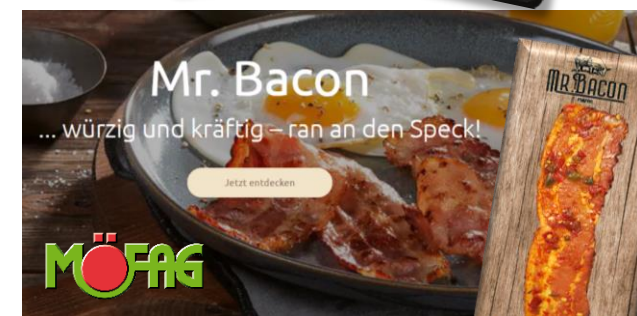 Mr. Bacon
... würzig und kräftig – ran an den Speck!
Jetzt entdecken
MR. BACON
MÖFAG